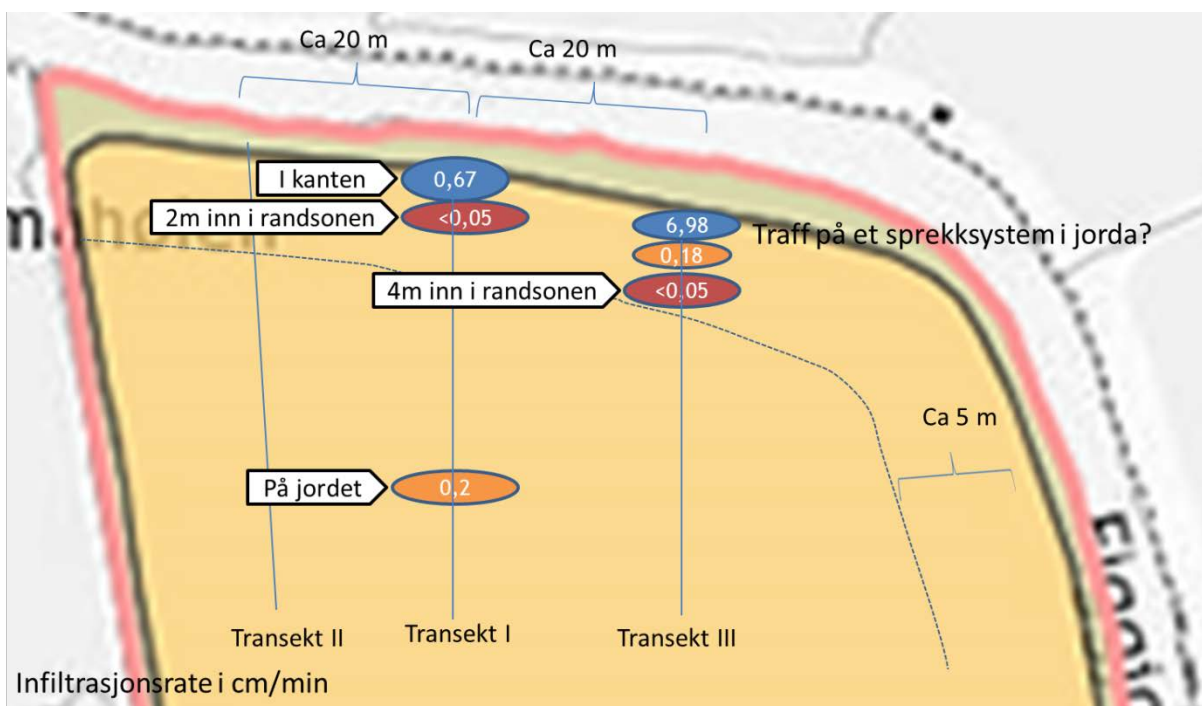 Ca 20 m
Ca 20 m
I kanten
0,67
2m inn i randsonen
<0,05
6,98
Traff på et sprekksystem i jorda?
0,18
4m inn i randsonen
<0,05
Ca 5 m
På jordet
0,2
Transekt II
Transekt I
Transekt III
Infiltrasjonsrate i cm/min